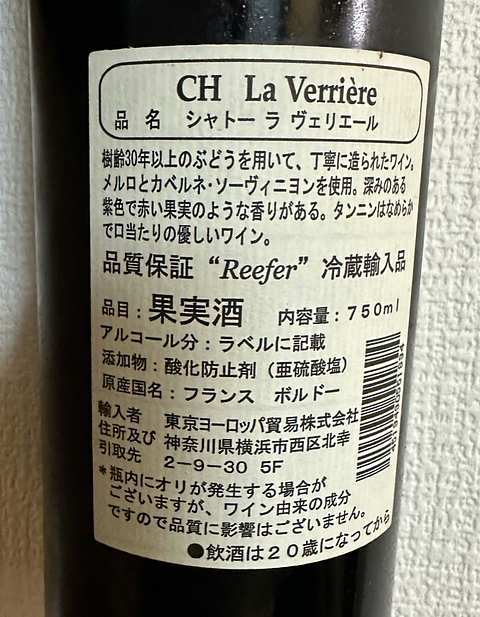 CH La Verrière
品 名 シャトー ラ ヴェリエール
樹齢30年以上のぶどうを用いて、丁寧に造られたワイン。
メルロとカベルネ・ソーヴィニヨンを使用。深みのある
紫色で赤い果実のような香りがある。タンニンはなめらか
で口当たりの優しいワイン。
品質保証 “Reefer” 冷蔵輸入品
品目：果実酒 内容容量：750ml
アルコール分：ラベルに記載
添加物：酸化防止剤（亜硫酸塩）
原産国名：フランス ボルドー
輸入者 東京ヨーロッパ貿易株式会社
住所及び 神奈川県横浜市西区北幸
引取先 2－9－30 5F
＊瓶内にオリが発生する場合が
ございますが、ワイン由来の成分
ですので品質に影響はございません。
●飲酒は20歳になってから